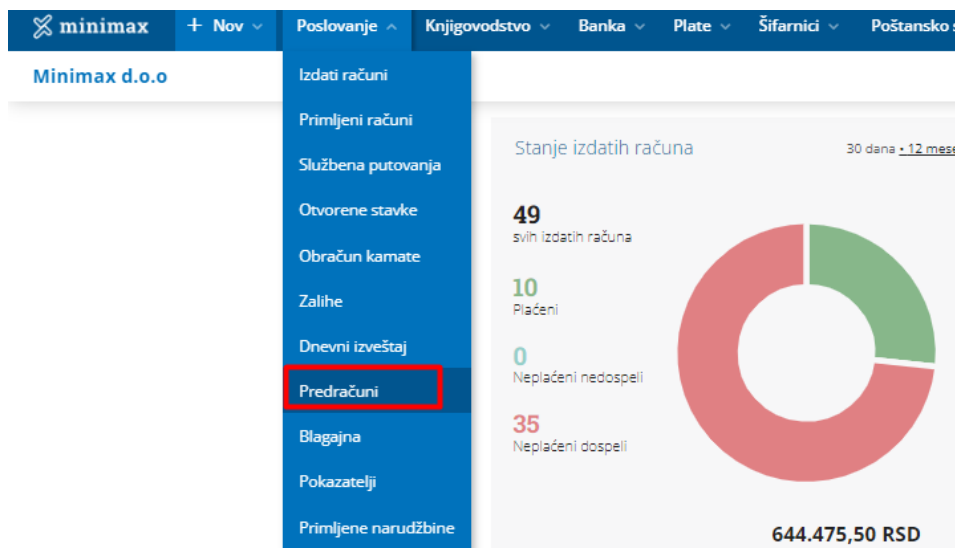 minimax + Nov Poslovanje Knjigovodstvo Banka Plate Šifarnici Poštansko
Minimax d.o.o
Izdati računi
Primljeni računi
Službena putovanja
Otvorene stavke
Obračun kamate
Zalihe
Dnevni izveštaj
Predračuni
Blagajna
Pokazatelji
Primljene narudžbine
Stanje izdatih računa 30 dana • 12 mese
49
svih izdatih računa
10
Plaćeni
0
Neplaćeni nedospeli
35
Neplaćeni dospeli
644.475,50 RSD